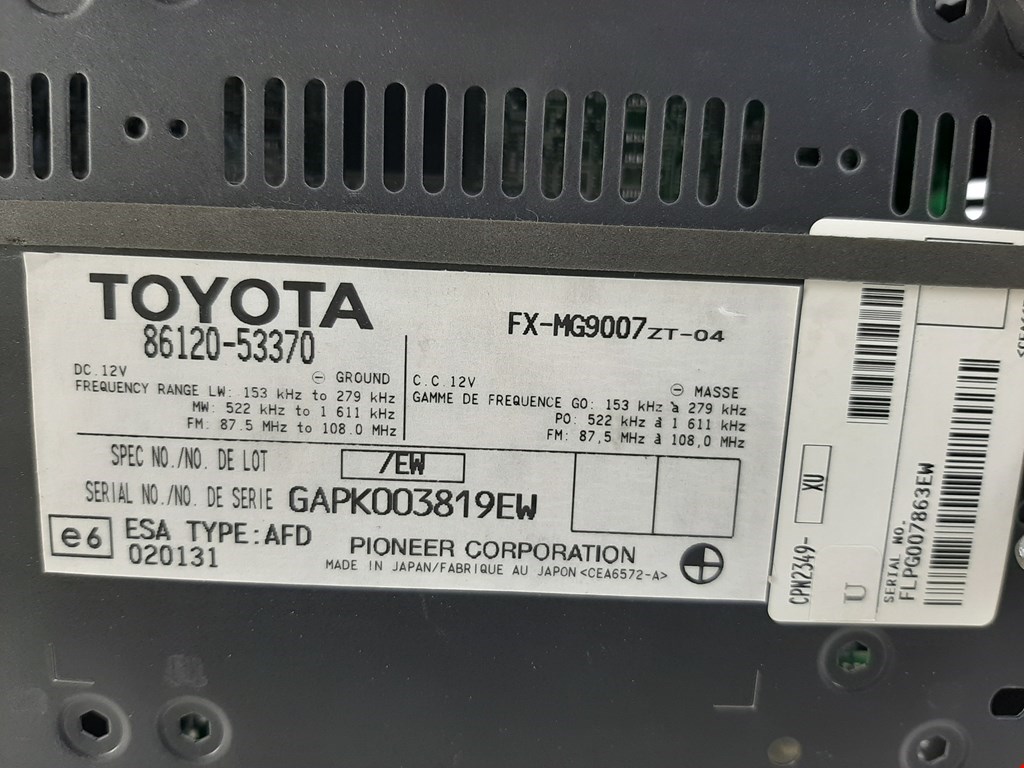 TOYOTA
86120-53370
FX-MG9007ZT-04
DC.12V ⊖ GROUND
FREQUENCY RANGE LW: 153 kHz to 279 kHz
MW: 522 kHz to 1 611 kHz
FM: 87.5 MHz to 108.0 MHz
C.C.12V ⊖ MASSE
GAMME DE FREQUENCE GO: 153 kHz à 279 kHz
PO: 522 kHz à 1 611 kHz
FM: 87,5 MHz à 108,0 MHz
SPEC NO./NO. DE LOT /EW
SERIAL NO./NO. DE SERIE GAPK003819EW
e6 ESA TYPE:AFD
020131
PIONEER CORPORATION
MADE IN JAPAN/FABRIQUE AU JAPON <CEA6572-A>
CPN2349- XU
U
SERIAL NO.
FLPG007863EW